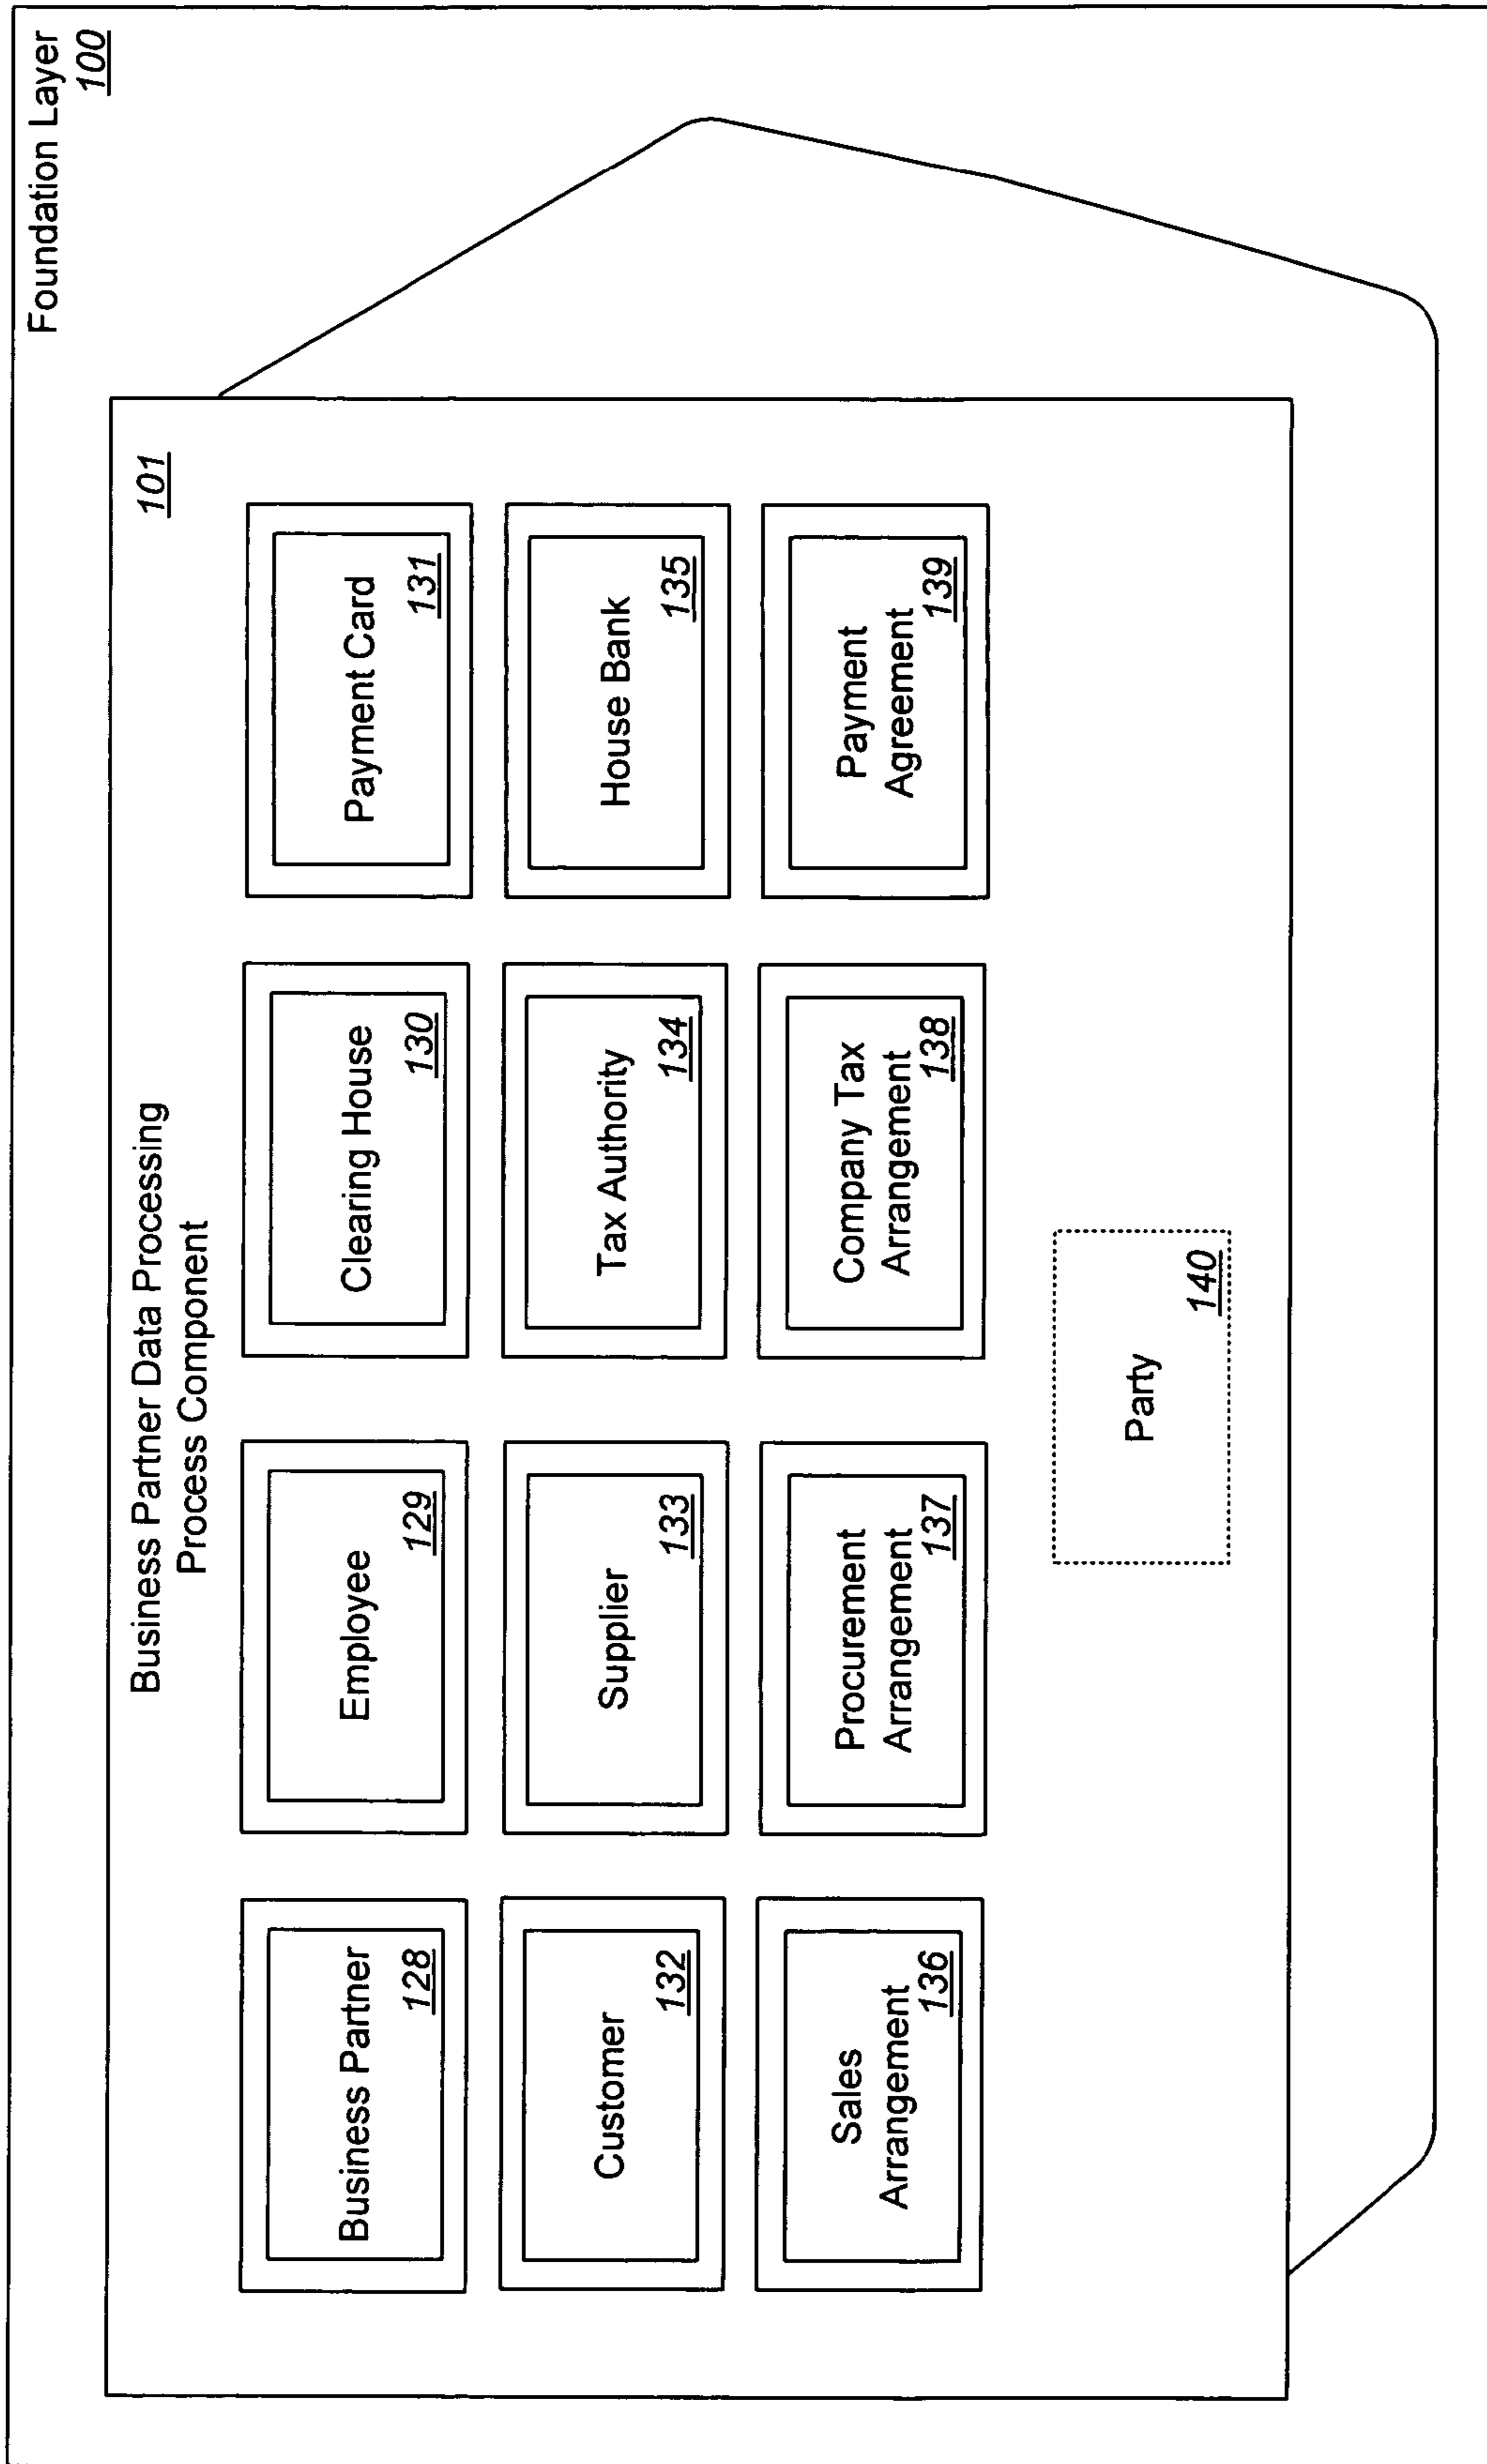 Foundation Layer
100
Business Partner Data Processing
Process Component
101
Business Partner
128
Employee
129
Clearing House
130
Payment Card
131
Customer
132
Supplier
133
Tax Authority
134
House Bank
135
Sales
Arrangement
136
Procurement
Arrangement
137
Company Tax
Arrangement
138
Payment
Agreement
139
Party
140